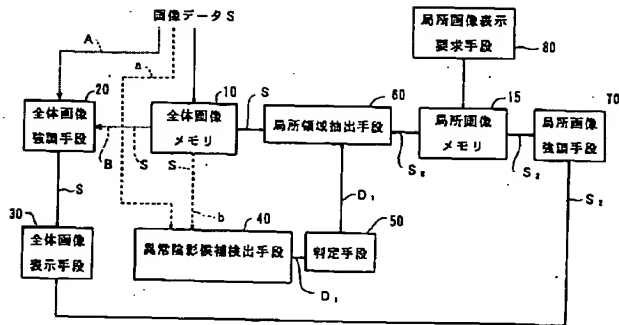 画像データS
A
a
20
全体画像
強調手段
10
全体画像
メモリ
S
60
局所領域抽出手段
局所画像表示
要求手段
80
15
局所画像
メモリ
70
局所画像
強調手段
B
S
S
b
S
S₂
S₂
S₂
D₁
30
全体画像
表示手段
40
異常陰影候補検出手段
50
判定手段
D₁